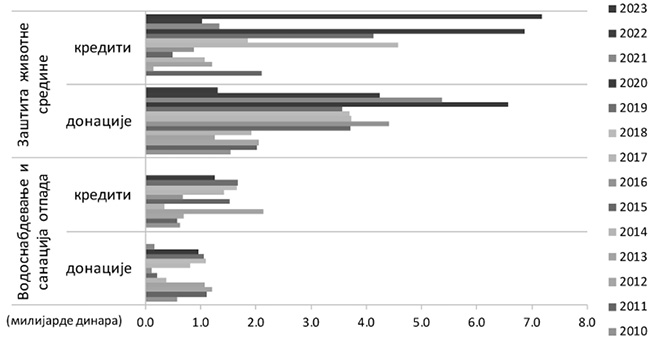 Заштита животне
средине
кредити
донације
Водоснабдевање и
санација отпада
кредити
донације
(милијарде динара)
0.0 1.0 2.0 3.0 4.0 5.0 6.0 7.0 8.0
2023
2022
2021
2020
2019
2018
2017
2016
2015
2014
2013
2012
2011
2010